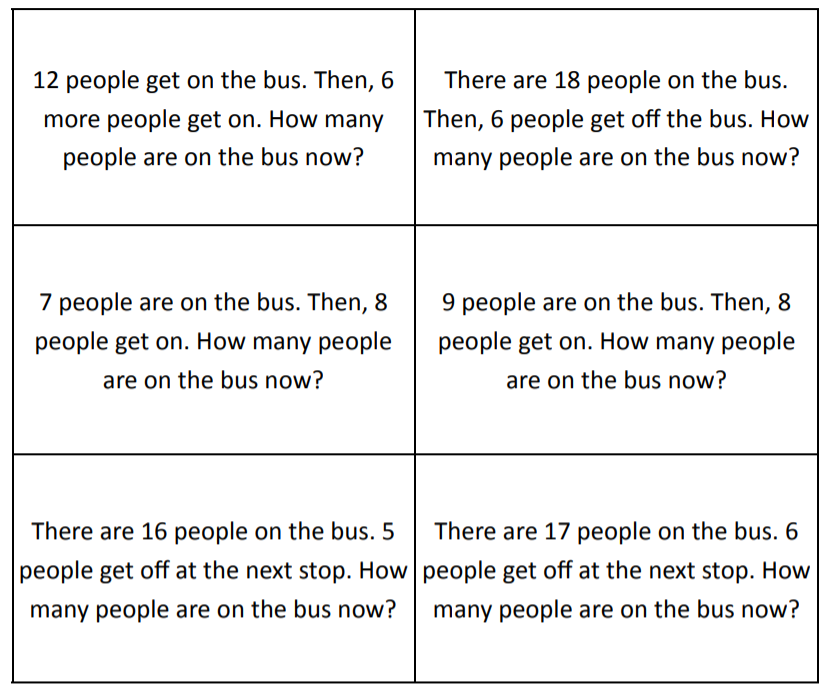 12 people get on the bus. Then, 6
more people get on. How many
people are on the bus now?
There are 18 people on the bus.
Then, 6 people get off the bus. How
many people are on the bus now?
7 people are on the bus. Then, 8
people get on. How many people
are on the bus now?
9 people are on the bus. Then, 8
people get on. How many people
are on the bus now?
There are 16 people on the bus. 5
people get off at the next stop. How
many people are on the bus now?
There are 17 people on the bus. 6
people get off at the next stop. How
many people are on the bus now?